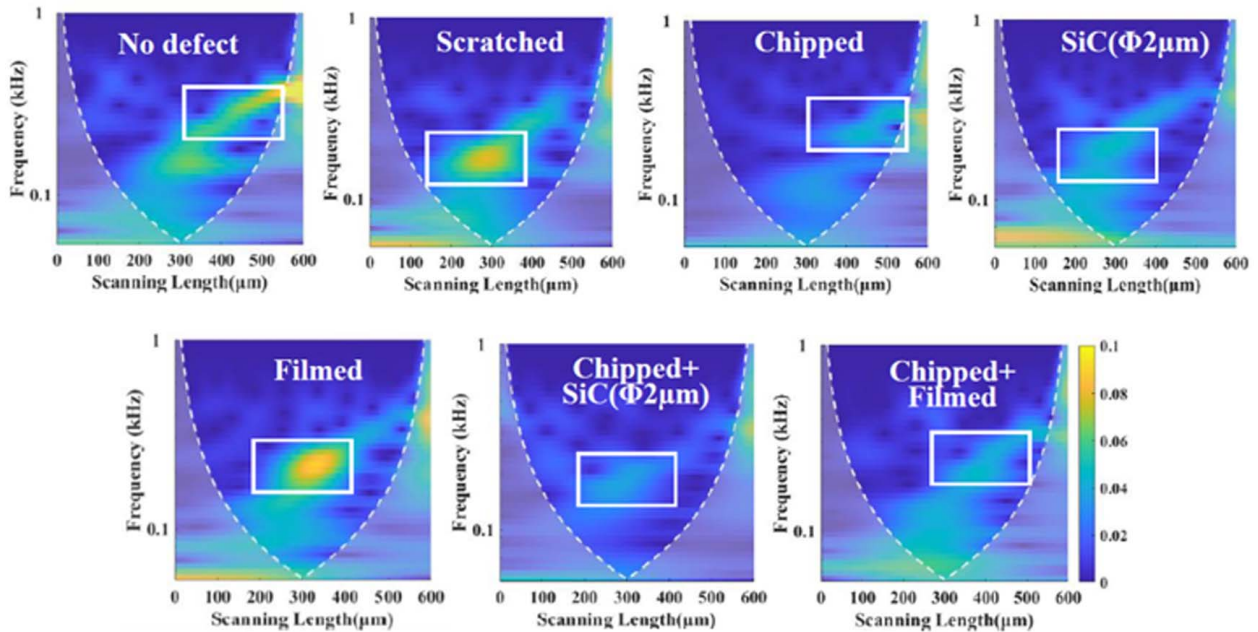 No defect
1
0.1
Frequency (kHz)
0 100 200 300 400 500 600
Scanning Length(μm)
Scratched
1
0.1
Frequency (kHz)
0 100 200 300 400 500 600
Scanning Length(μm)
Chipped
1
0.1
Frequency (kHz)
0 100 200 300 400 500 600
Scanning Length(μm)
SiC(Φ2μm)
1
0.1
Frequency (kHz)
0 100 200 300 400 500 600
Scanning Length(μm)
Filmed
1
0.1
Frequency (kHz)
0 100 200 300 400 500 600
Scanning Length(μm)
Chipped+
SiC(Φ2μm)
1
0.1
Frequency (kHz)
0 100 200 300 400 500 600
Scanning Length(μm)
Chipped+
Filmed
1
0.1
Frequency (kHz)
0 100 200 300 400 500 600
Scanning Length(μm)
0.1
0.08
0.06
0.04
0.02
0